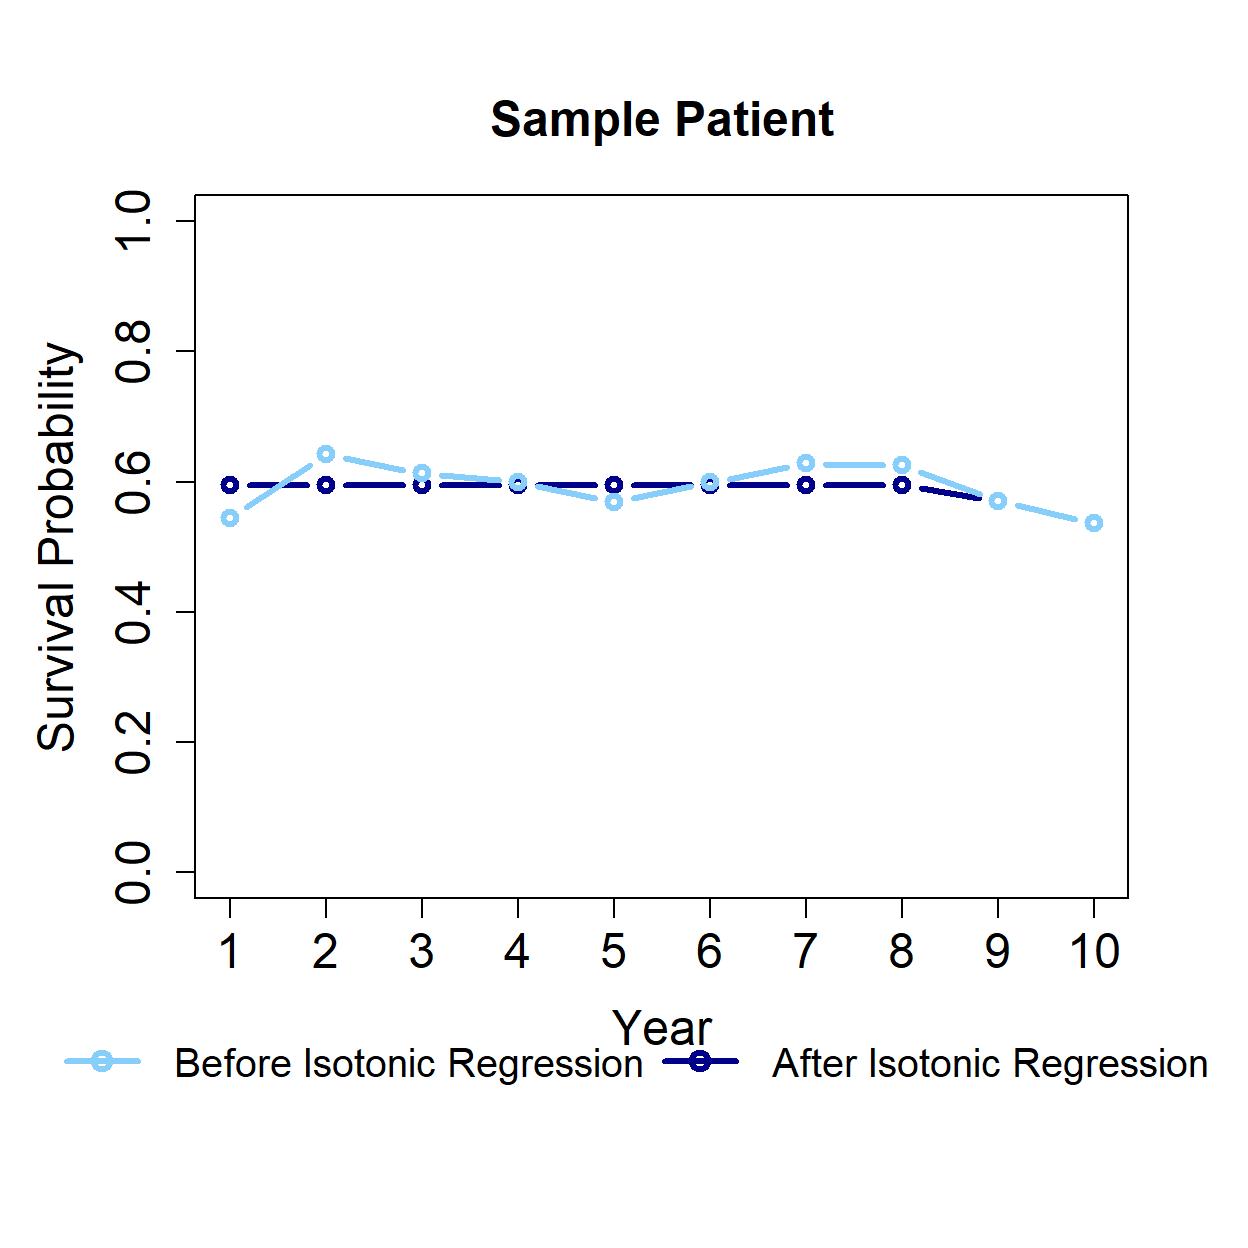 Sample Patient
Survival Probability
1.0
0.8
0.6
0.4
0.2
0.0
1 2 3 4 5 6 7 8 9 10
Year
Before Isotonic Regression After Isotonic Regression